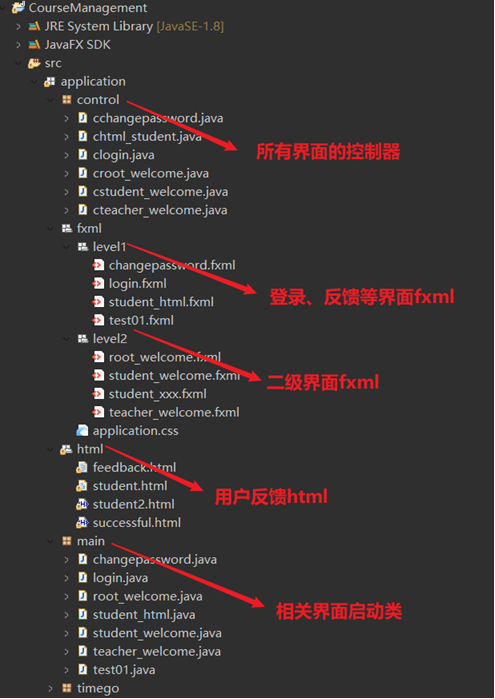 CourseManagement
JRE System Library [JavaSE-1.8]
JavaFX SDK
src
application
control
cchangepassword.java
chtml_student.java
clogin.java
所有界面的控制器
croot_welcome.java
cstudent_welcome.java
cteacher_welcome.java
fxml
level1
changepassword.fxml
login.fxml
登录、反馈等界面fxml
student_html.fxml
test01.fxml
level2
root_welcome.fxml
student_welcome.fxml
二级界面fxml
student_xxx.fxml
teacher_welcome.fxml
application.css
html
feedback.html
student.html
用户反馈html
student2.html
successful.html
main
changepassword.java
login.java
root_welcome.java
相关界面启动类
student_html.java
student_welcome.java
teacher_welcome.java
test01.java
timego